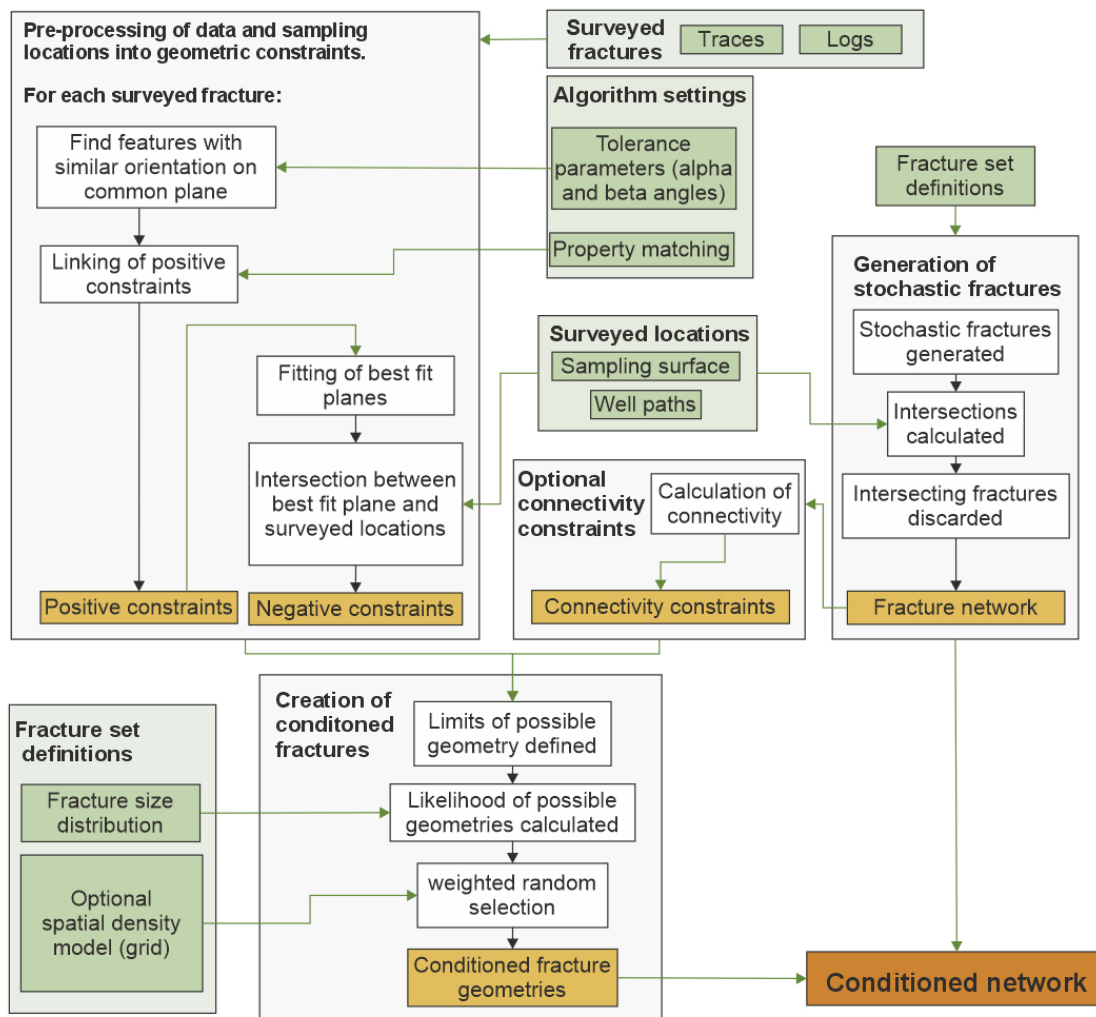 Pre-processing of data and sampling
locations into geometric constraints.
For each surveyed fracture:
Find features with
similar orientation on
common plane
Linking of positive
constraints
Fitting of best fit
planes
Intersection between
best fit plane and
surveyed locations
Positive constraints
Negative constraints
Surveyed
fractures
Traces
Logs
Algorithm settings
Tolerance
parameters (alpha
and beta angles)
Property matching
Surveyed locations
Sampling surface
Well paths
Optional
connectivity
constraints
Calculation of
connectivity
Connectivity constraints
Fracture set
definitions
Generation of
stochastic fractures
Stochastic fractures
generated
Intersections
calculated
Intersecting fractures
discarded
Fracture network
Fracture set
definitions
Fracture size
distribution
Optional
spatial density
model (grid)
Creation of
conditoned
fractures
Limits of possible
geometry defined
Likelihood of possible
geometries calculated
weighted random
selection
Conditioned fracture
geometries
Conditioned network